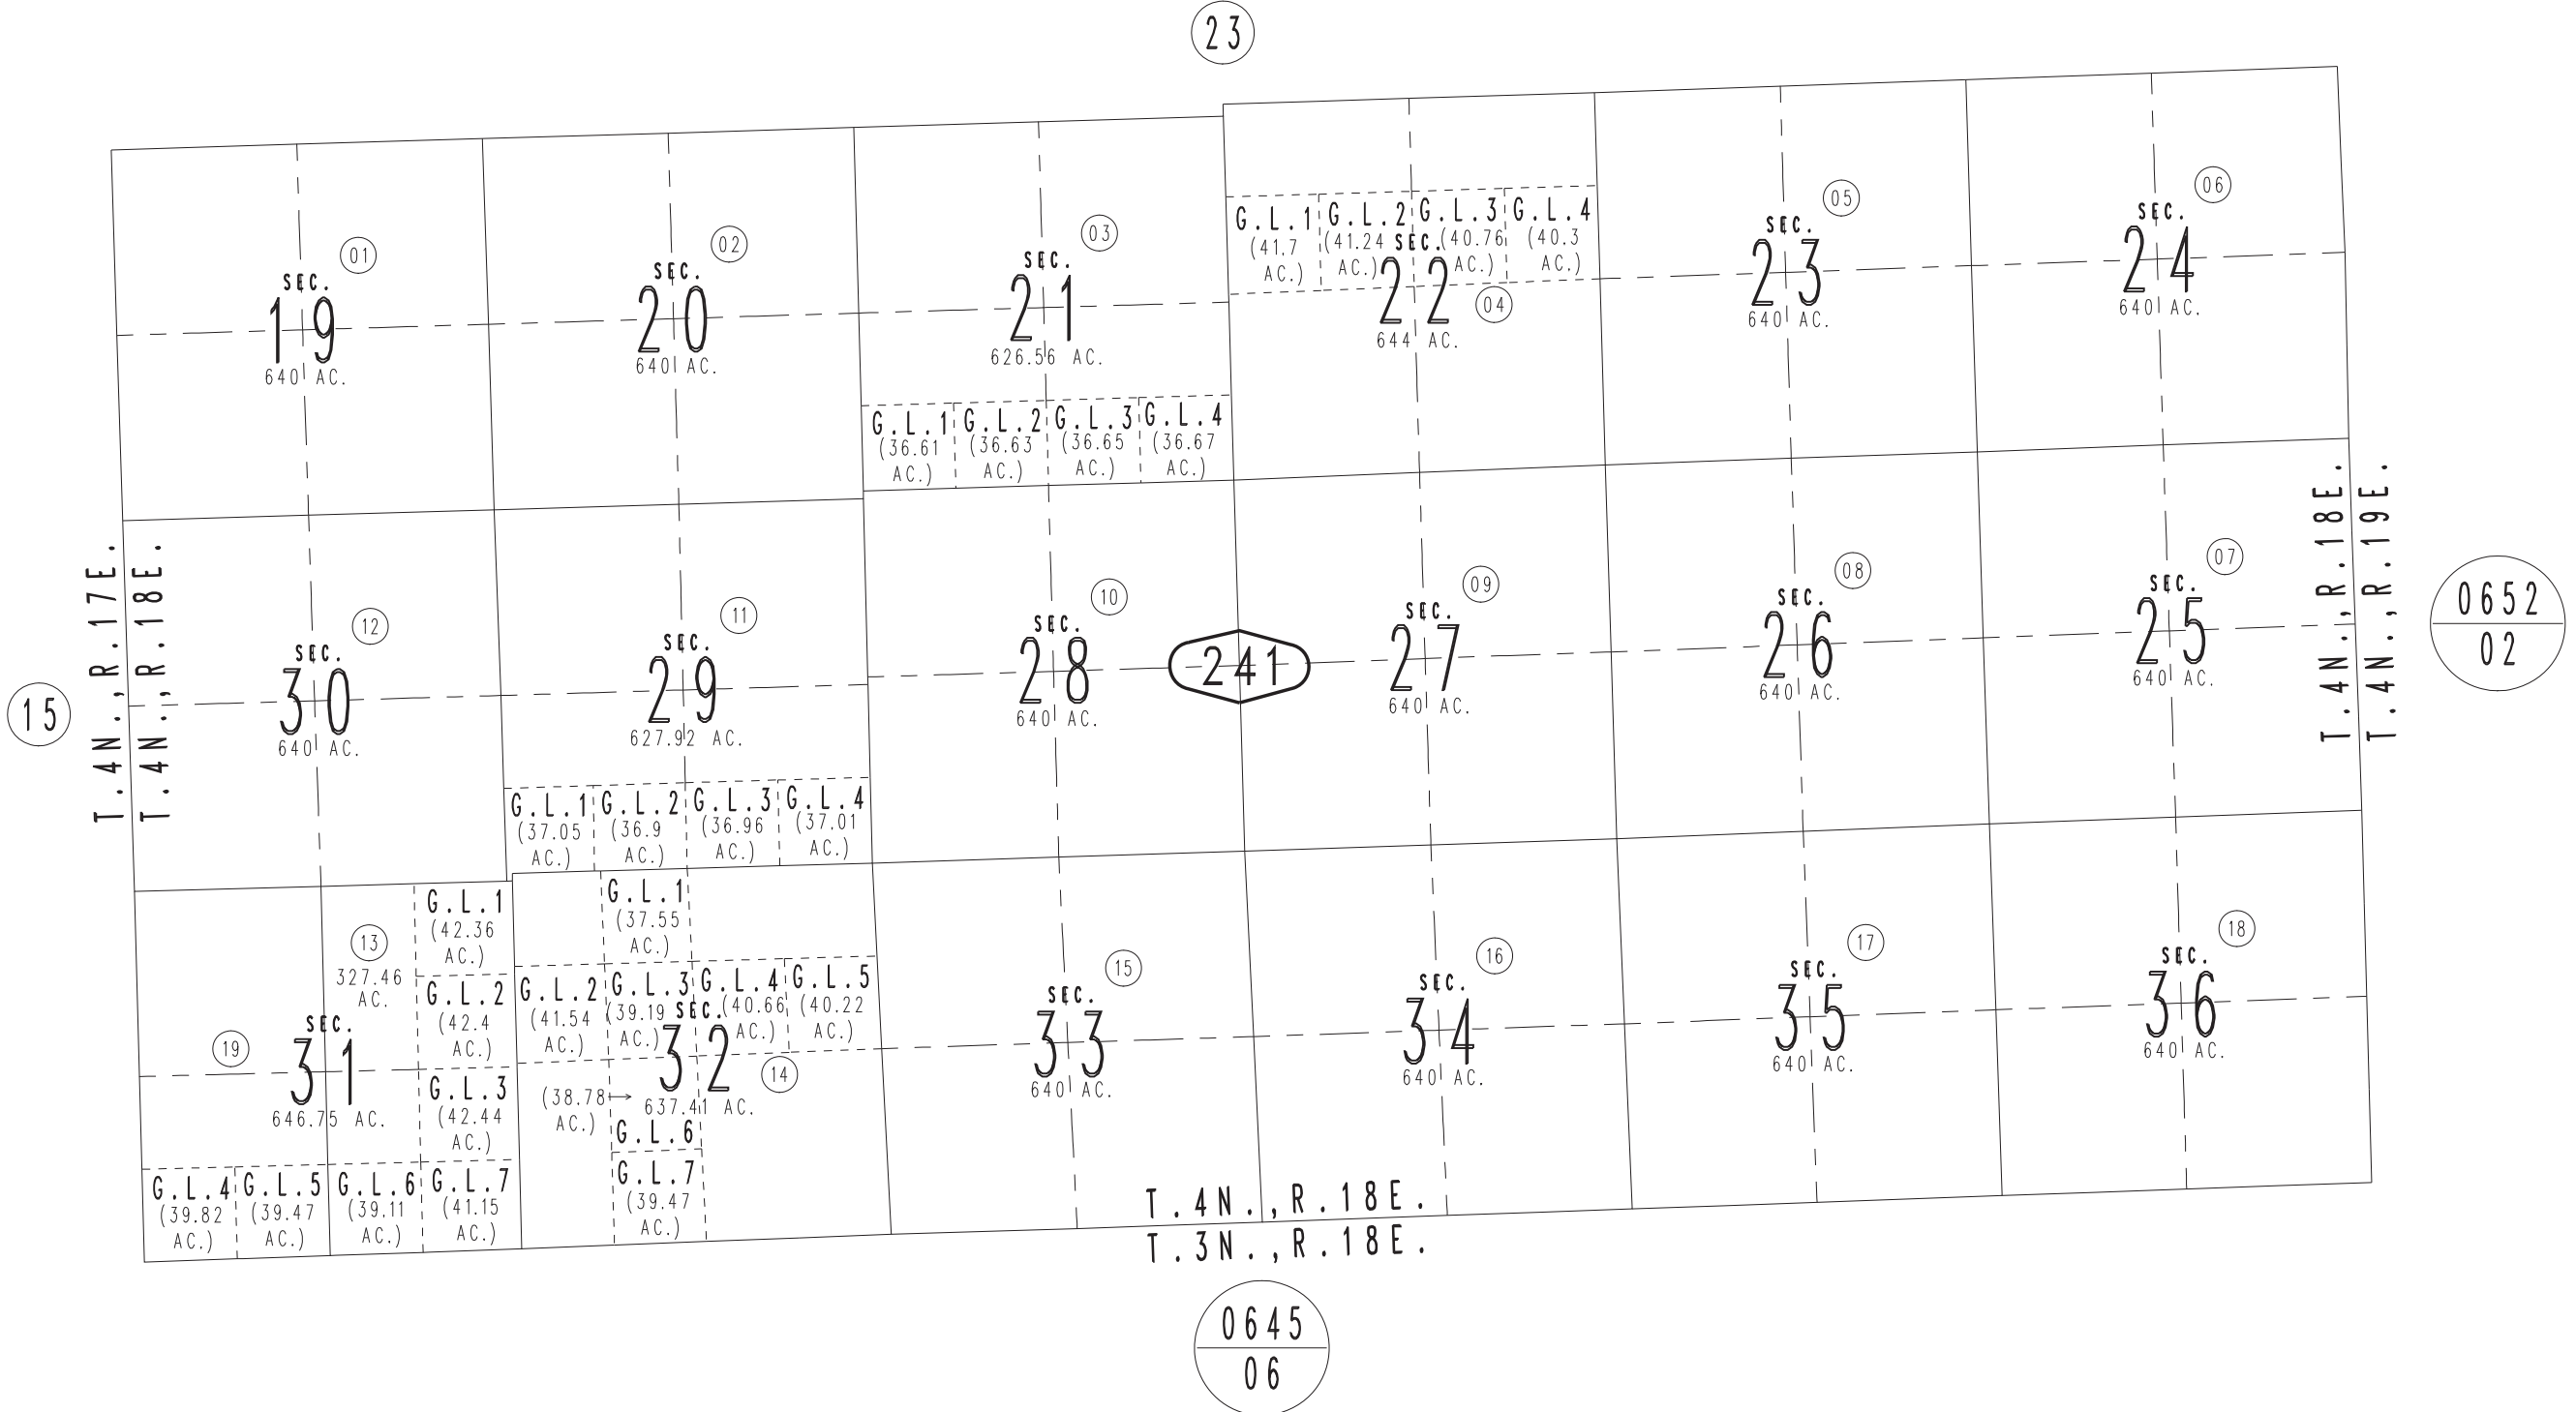 23
01
SEC.
19
640 AC.
02
SEC.
20
640 AC.
03
SEC.
21
626.56 AC.
G.L.1
(36.61
AC.)
G.L.2
(36.63
AC.)
G.L.3
(36.65
AC.)
G.L.4
(36.67
AC.)
G.L.1
(41.7
AC.)
G.L.2
(41.24
AC.)
G.L.3
(40.76
AC.)
G.L.4
(40.3
AC.)
SEC.
22
04
644 AC.
05
SEC.
23
640 AC.
06
SEC.
24
640 AC.
15
T.4N.,R.17E.
T.4N.,R.18E.
12
SEC.
30
640 AC.
11
SEC.
29
627.92 AC.
G.L.1
(37.05
AC.)
G.L.2
(36.9
AC.)
G.L.3
(36.96
AC.)
G.L.4
(37.01
AC.)
10
SEC.
28
640 AC.
241
09
SEC.
27
640 AC.
08
SEC.
26
640 AC.
07
SEC.
25
640 AC.
T.4N.,R.18E.
T.4N.,R.19E.
0652
02
13
327.46
AC.
19
SEC.
31
646.75 AC.
G.L.1
(42.36
AC.)
G.L.2
(42.4
AC.)
G.L.3
(42.44
AC.)
G.L.4
(39.82
AC.)
G.L.5
(39.47
AC.)
G.L.6
(39.11
AC.)
G.L.7
(41.15
AC.)
G.L.1
(37.55
AC.)
G.L.2
(41.54
AC.)
G.L.3
(39.19
AC.)
G.L.4
(40.66
AC.)
G.L.5
(40.22
AC.)
SEC.
32
14
637.41 AC.
(38.78
AC.)
G.L.6
G.L.7
(39.47
AC.)
15
SEC.
33
640 AC.
16
SEC.
34
640 AC.
17
SEC.
35
640 AC.
18
SEC.
36
640 AC.
T.4N.,R.18E.
T.3N.,R.18E.
0645
06